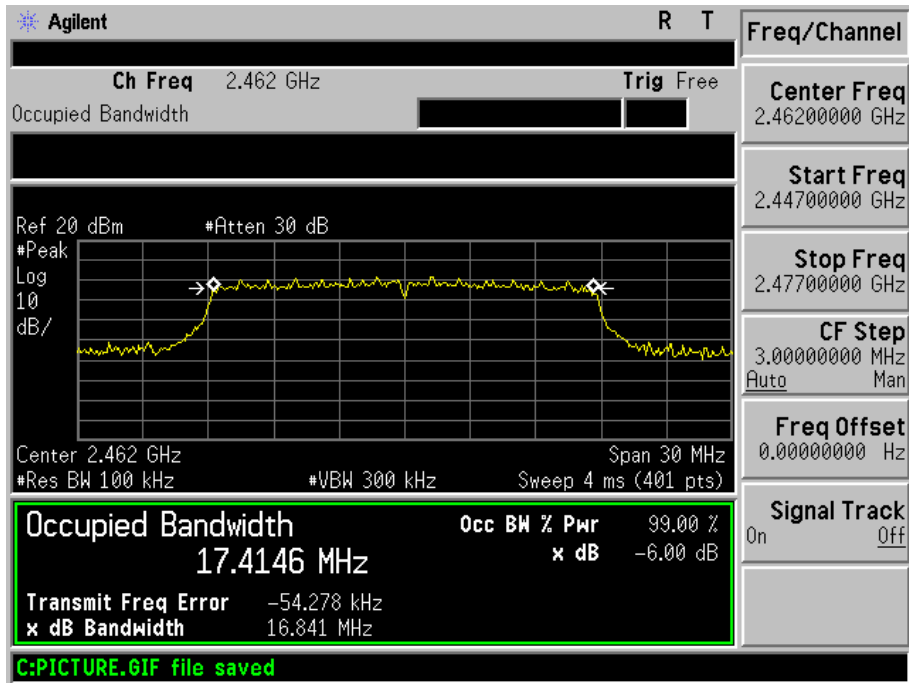 Agilent R T
Ch Freq 2.462 GHz Trig Free
Occupied Bandwidth
Ref 20 dBm #Atten 30 dB
#Peak
Log
10
dB/
Center 2.462 GHz Span 30 MHz
#Res BW 100 kHz #VBW 300 kHz Sweep 4 ms (401 pts)
Occupied Bandwidth Occ BW % Pwr 99.00 %
17.4146 MHz x dB -6.00 dB
Transmit Freq Error -54.278 kHz
x dB Bandwidth 16.841 MHz
C:PICTURE.GIF file saved
Freq/Channel
Center Freq
2.46200000 GHz
Start Freq
2.44700000 GHz
Stop Freq
2.47700000 GHz
CF Step
3.00000000 MHz
Auto Man
Freq Offset
0.00000000 Hz
Signal Track
On Off